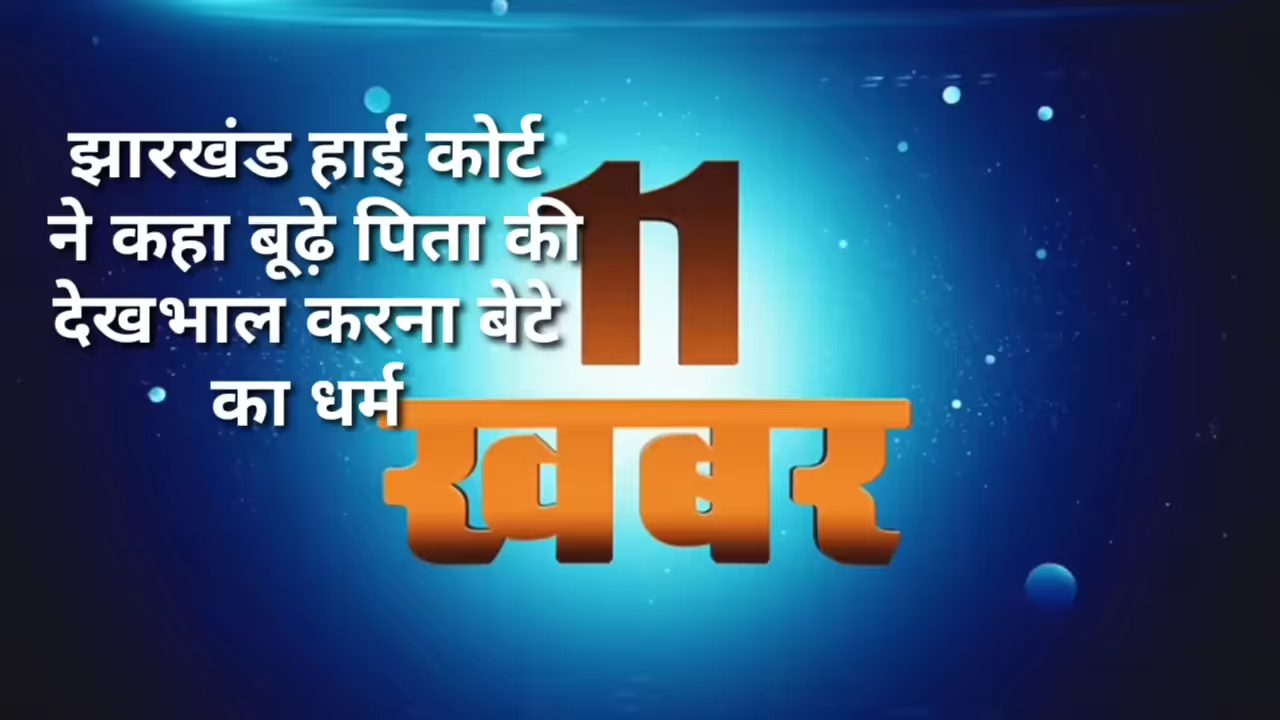 झारखंड हाई कोर्ट
ने कहा बूढ़े पिता की
देखभाल करना बेटे
का धर्म
11
खबर